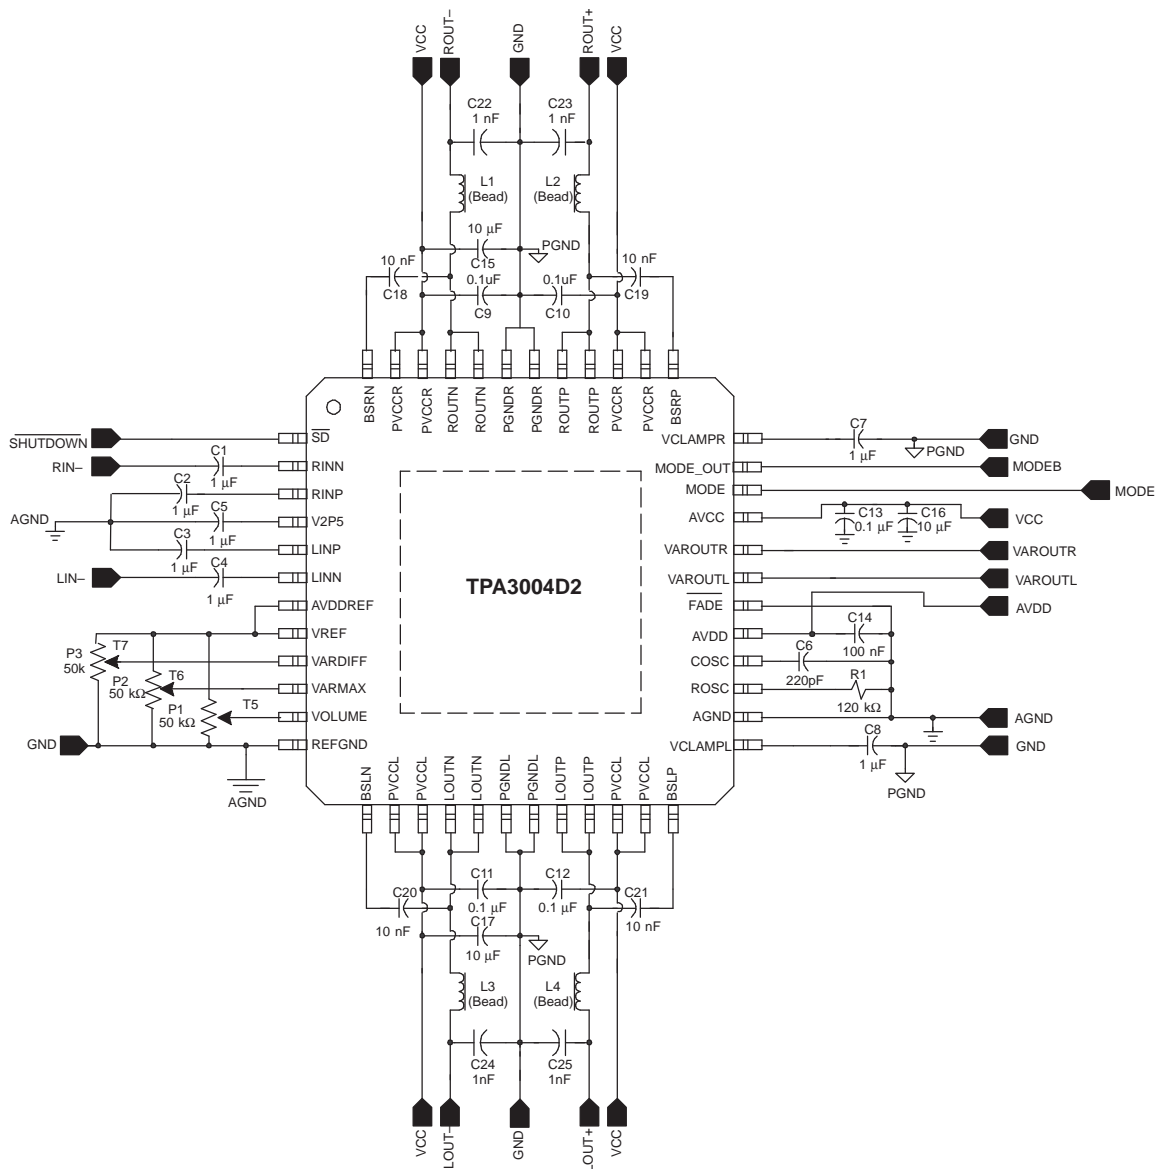 VCC
ROUT–
GND
ROUT+
VCC
C22
1 nF
C23
1 nF
L1
(Bead)
L2
(Bead)
10 μF
C15
PGND
10 nF
C18
0.1uF
C9
0.1uF
C10
10 nF
C19
BSRN
PVCCR
PVCCR
ROUTN
ROUTN
PGNDR
PGNDR
ROUTP
ROUTP
PVCCR
PVCCR
BSRP
SHUTDOWN
RIN–
AGND
LIN–
C1
1 μF
C2
1 μF
C5
1 μF
C3
1 μF
C4
1 μF
P3
50k
T7
P2
50 kΩ
T6
P1
50 kΩ
T5
GND
AGND
SD
RINN
RINP
V2P5
LINP
LINN
AVDDREF
VREF
VARDIFF
VARMAX
VOLUME
REFGND
TPA3004D2
VCLAMPR
MODE_OUT
MODE
AVCC
VAROUTR
VAROUTL
FADE
AVDD
COSC
ROSC
AGND
VCLAMPL
C7
1 μF
PGND
GND
MODEB
MODE
C13
0.1 μF
C16
10 μF
VCC
VAROUTR
VAROUTL
AVDD
C14
100 nF
C6
220pF
R1
120 kΩ
AGND
C8
1 μF
GND
PGND
BSLN
PVCCL
PVCCL
LOUTN
LOUTN
PGNDL
PGNDL
LOUTP
LOUTP
PVCCL
PVCCL
BSLP
C20
10 nF
C11
0.1 μF
C12
0.1 μF
C21
10 nF
C17
10 μF
PGND
L3
(Bead)
L4
(Bead)
C24
1nF
C25
1nF
VCC
LOUT–
GND
LOUT+
VCC